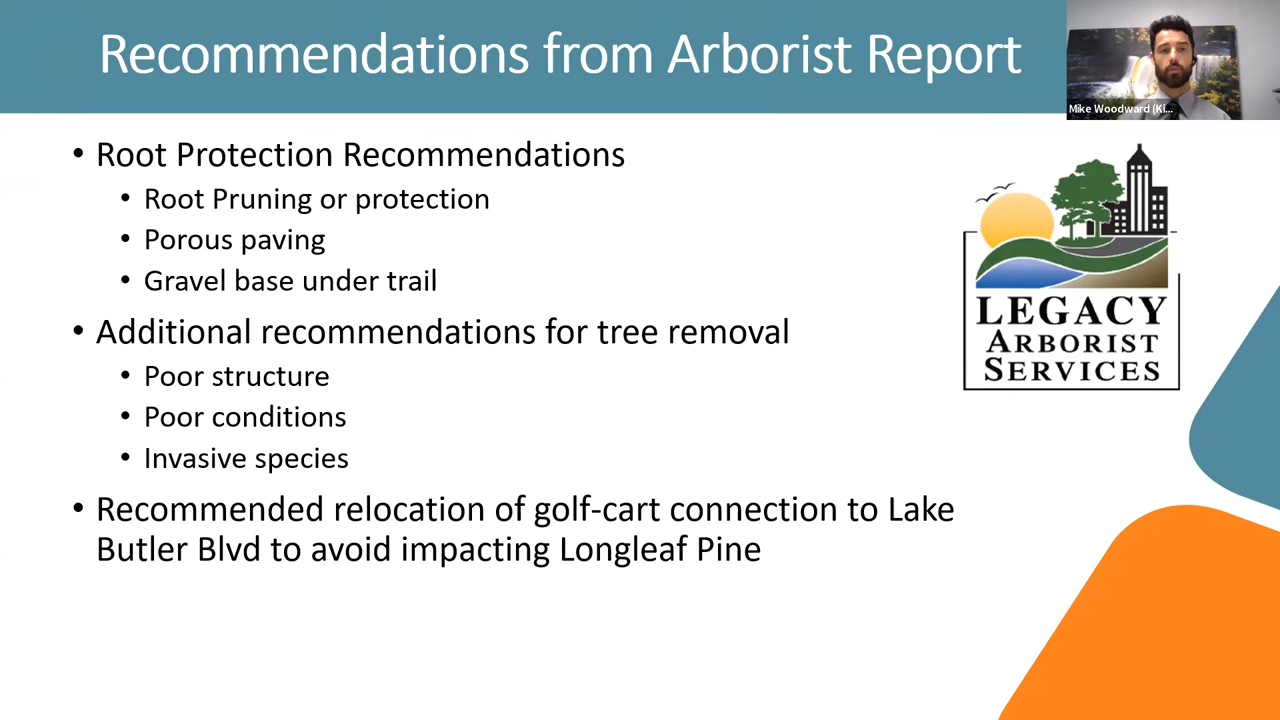 Recommendations from Arborist Report
Mike Woodward (Ki...
• Root Protection Recommendations
• Root Pruning or protection
• Porous paving
• Gravel base under trail
• Additional recommendations for tree removal
• Poor structure
• Poor conditions
• Invasive species
• Recommended relocation of golf-cart connection to Lake
Butler Blvd to avoid impacting Longleaf Pine
LEGACY
ARBORIST
SERVICES